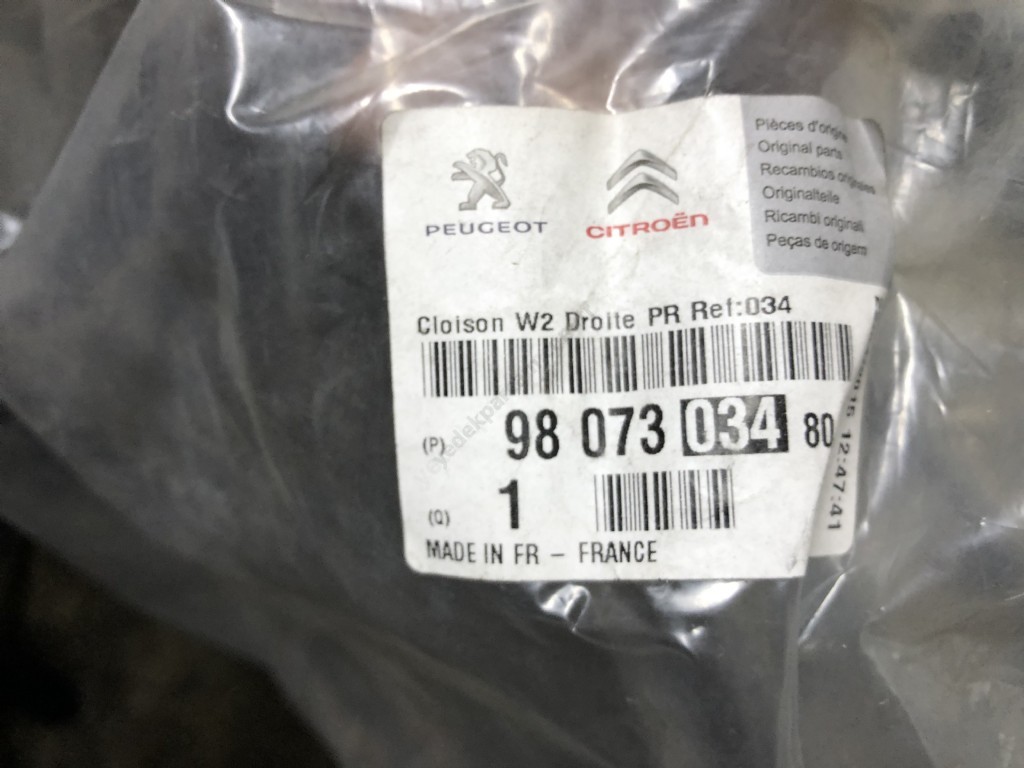 PEUGEOT
CITROËN
Pièces d'origine
Original parts
Recambios originales
Originalteile
Ricambi originali
Peças de origem
Cloison W2 Droite PR Ref:034
(P) 98 073 034 80
(Q) 1
MADE IN FR - FRANCE
12:47:41